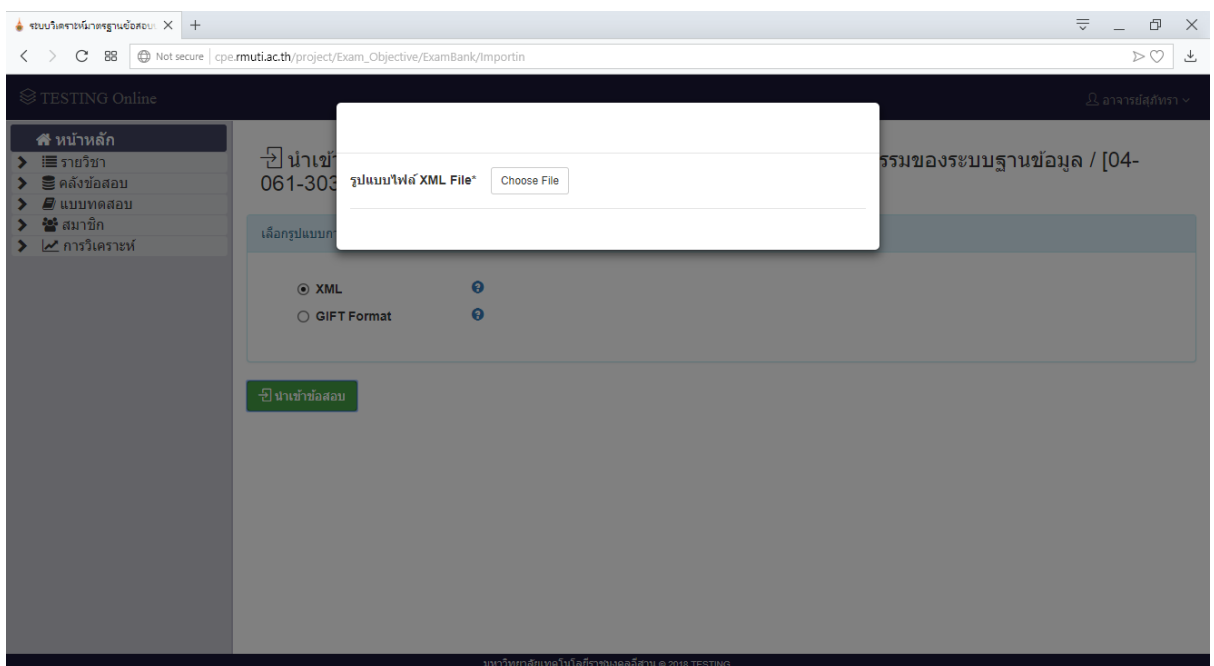 ระบบวิเคราะห์มาตรฐานข้อสอบ
Not secure cpe.rmuti.ac.th/project/Exam_Objective/ExamBank/Importin
TESTING Online
อาจารย์สุภัทรา
หน้าหลัก
รายวิชา
คลังข้อสอบ
แบบทดสอบ
สมาชิก
การวิเคราะห์
นำเข้า
รรมของระบบฐานข้อมูล / [04-
061-303
รูปแบบไฟล์ XML File* Choose File
เลือกรูปแบบกา
XML
GIFT Format
นำเข้าข้อสอบ
มหาวิทยาลัยเทคโนโลยีราชมงคลอีสาน © 2018 TESTING